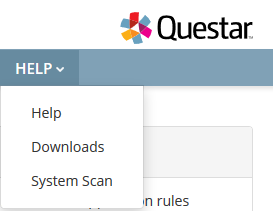 Questar
HELP
Help
Downloads
System Scan
on rules